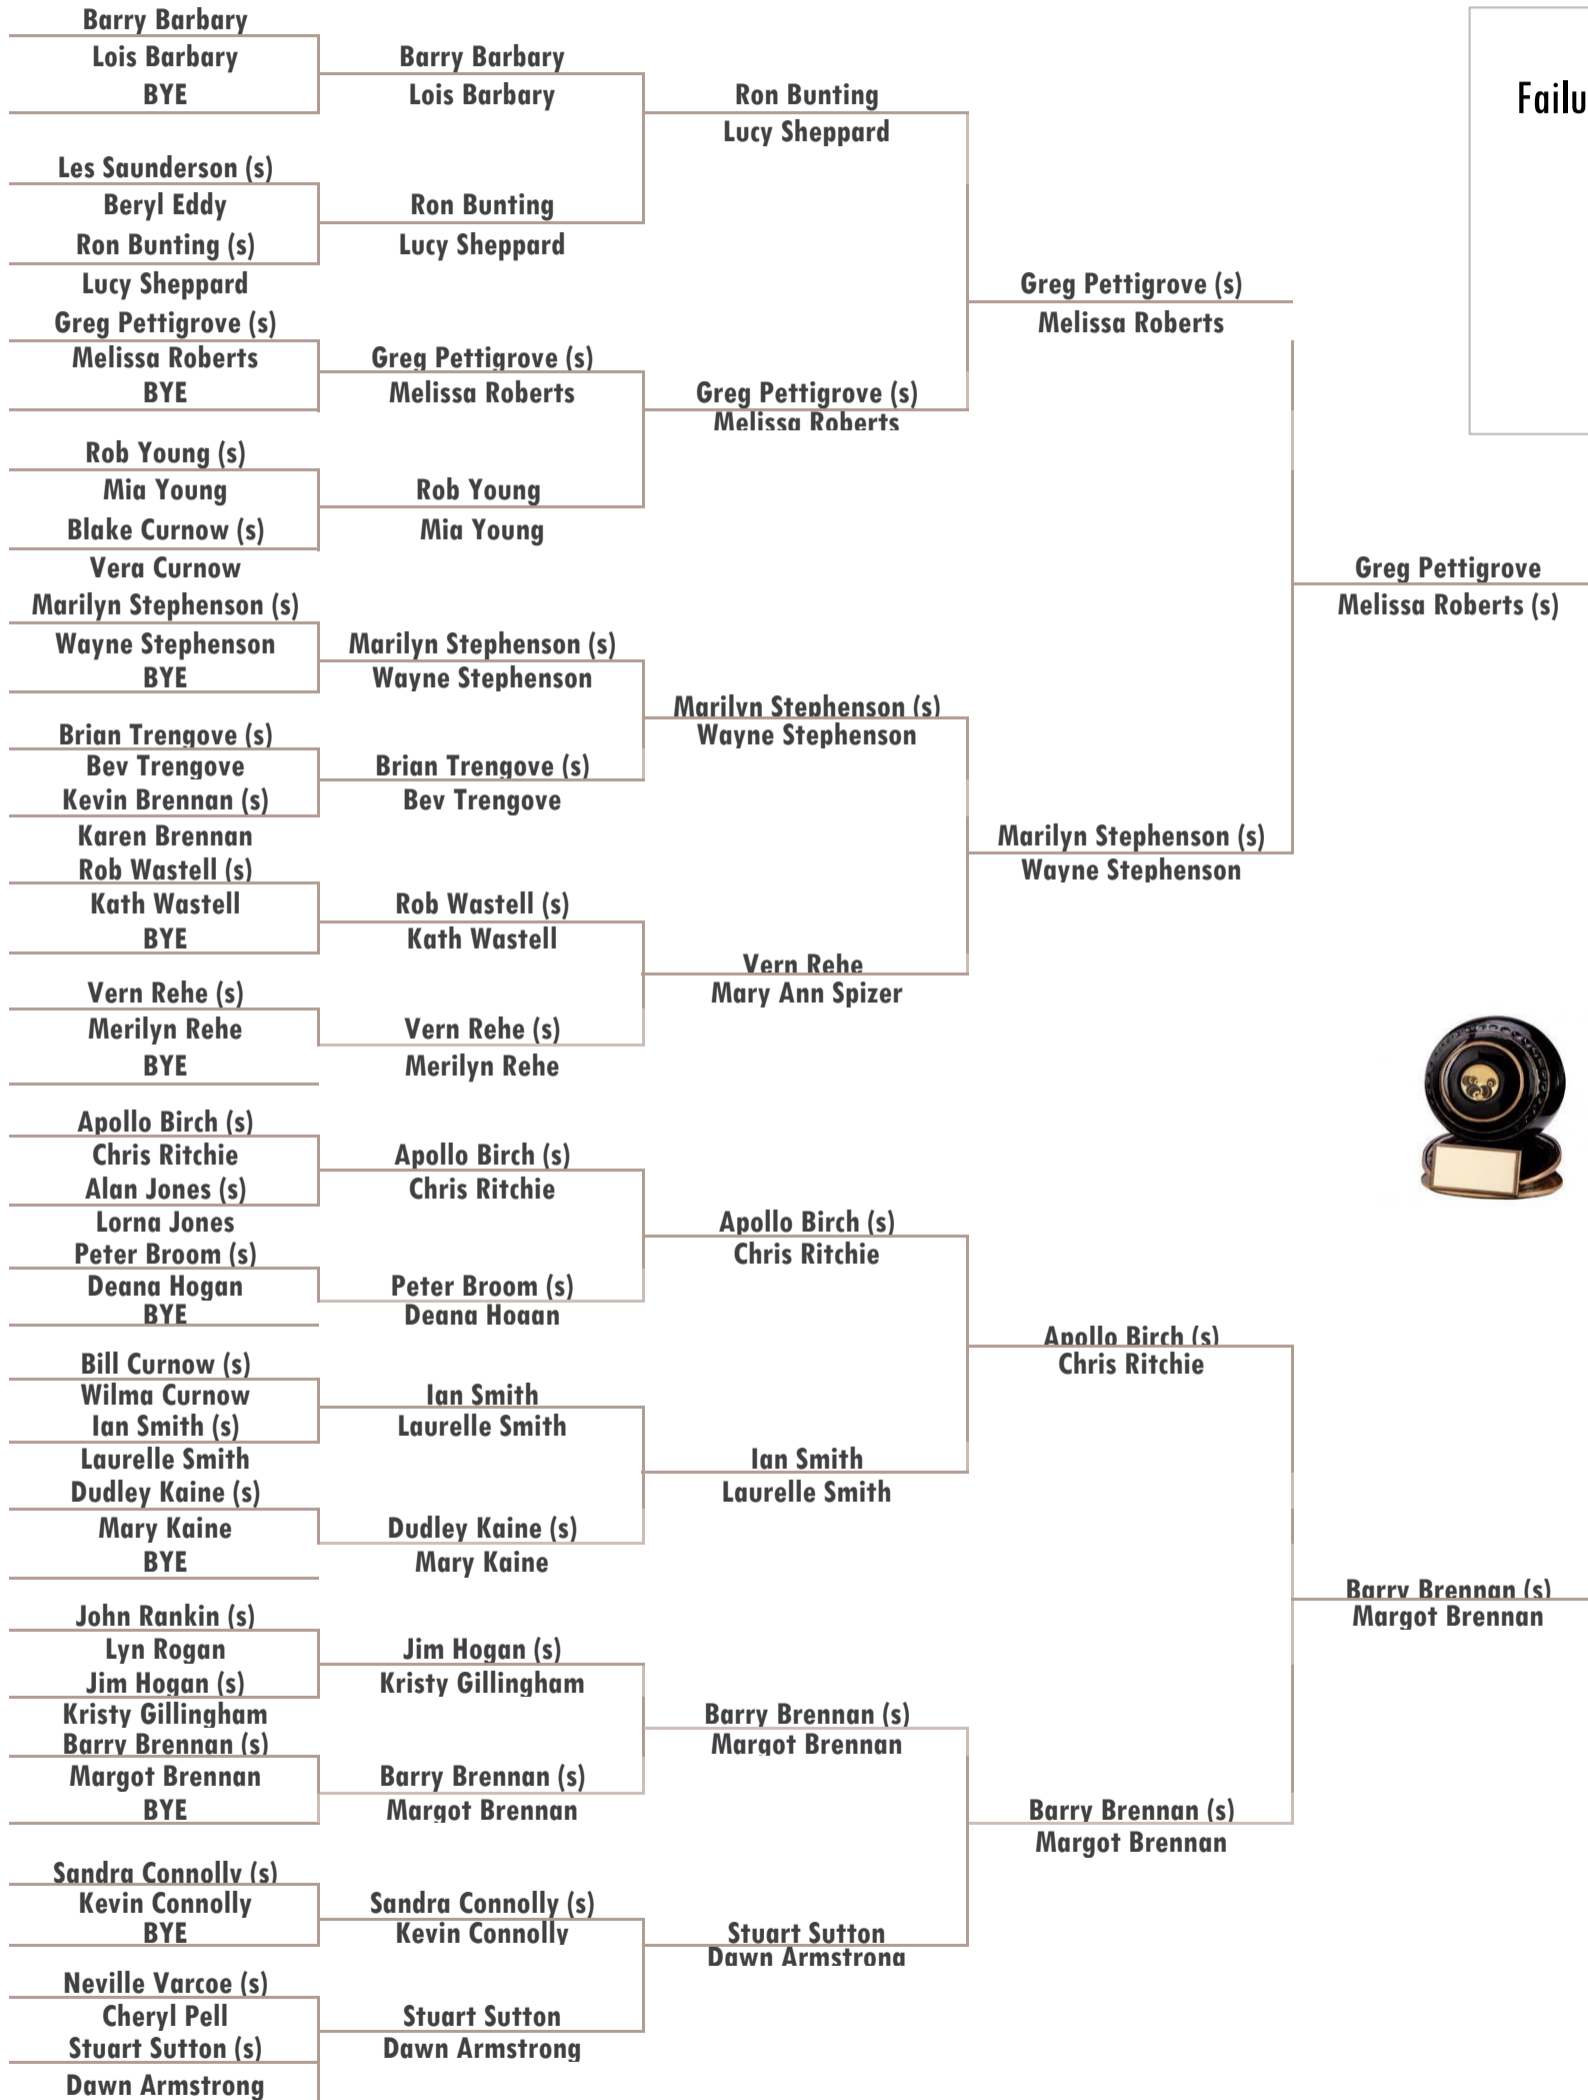 Barry Barbary
Lois Barbary
BYE
Les Saunderson (s)
Beryl Eddy
Ron Bunting (s)
Lucy Sheppard
Greg Pettigrove (s)
Melissa Roberts
BYE
Rob Young (s)
Mia Young
Blake Curnow (s)
Vera Curnow
Marilyn Stephenson (s)
Wayne Stephenson
BYE
Brian Trengove (s)
Bev Trengove
Kevin Brennan (s)
Karen Brennan
Rob Wastell (s)
Kath Wastell
BYE
Vern Rehe (s)
Merilyn Rehe
BYE
Apollo Birch (s)
Chris Ritchie
Alan Jones (s)
Lorna Jones
Peter Broom (s)
Deana Hogan
BYE
Bill Curnow (s)
Wilma Curnow
Ian Smith (s)
Laurelle Smith
Dudley Kaine (s)
Mary Kaine
BYE
John Rankin (s)
Lyn Rogan
Jim Hogan (s)
Kristy Gillingham
Barry Brennan (s)
Margot Brennan
BYE
Sandra Connolly (s)
Kevin Connolly
BYE
Neville Varcoe (s)
Cheryl Pell
Stuart Sutton (s)
Dawn Armstrong
Barry Barbary
Lois Barbary
Ron Bunting
Lucy Sheppard
Greg Pettigrove (s)
Melissa Roberts
Rob Young
Mia Young
Marilyn Stephenson (s)
Wayne Stephenson
Brian Trengove (s)
Bev Trengove
Rob Wastell (s)
Kath Wastell
Vern Rehe (s)
Merilyn Rehe
Apollo Birch (s)
Chris Ritchie
Peter Broom (s)
Deana Hogan
Ian Smith
Laurelle Smith
Dudley Kaine (s)
Mary Kaine
Jim Hogan (s)
Kristy Gillingham
Barry Brennan (s)
Margot Brennan
Sandra Connolly (s)
Kevin Connolly
Stuart Sutton
Dawn Armstrong
Ron Bunting
Lucy Sheppard
Greg Pettigrove (s)
Melissa Roberts
Marilyn Stephenson (s)
Wayne Stephenson
Vern Rehe
Mary Ann Spizer
Apollo Birch (s)
Chris Ritchie
Ian Smith
Laurelle Smith
Barry Brennan (s)
Margot Brennan
Stuart Sutton
Dawn Armstrong
Greg Pettigrove (s)
Melissa Roberts
Marilyn Stephenson (s)
Wayne Stephenson
Apollo Birch (s)
Chris Ritchie
Barry Brennan (s)
Margot Brennan
Failu
Greg Pettigrove
Melissa Roberts (s)
Barry Brennan (s)
Margot Brennan